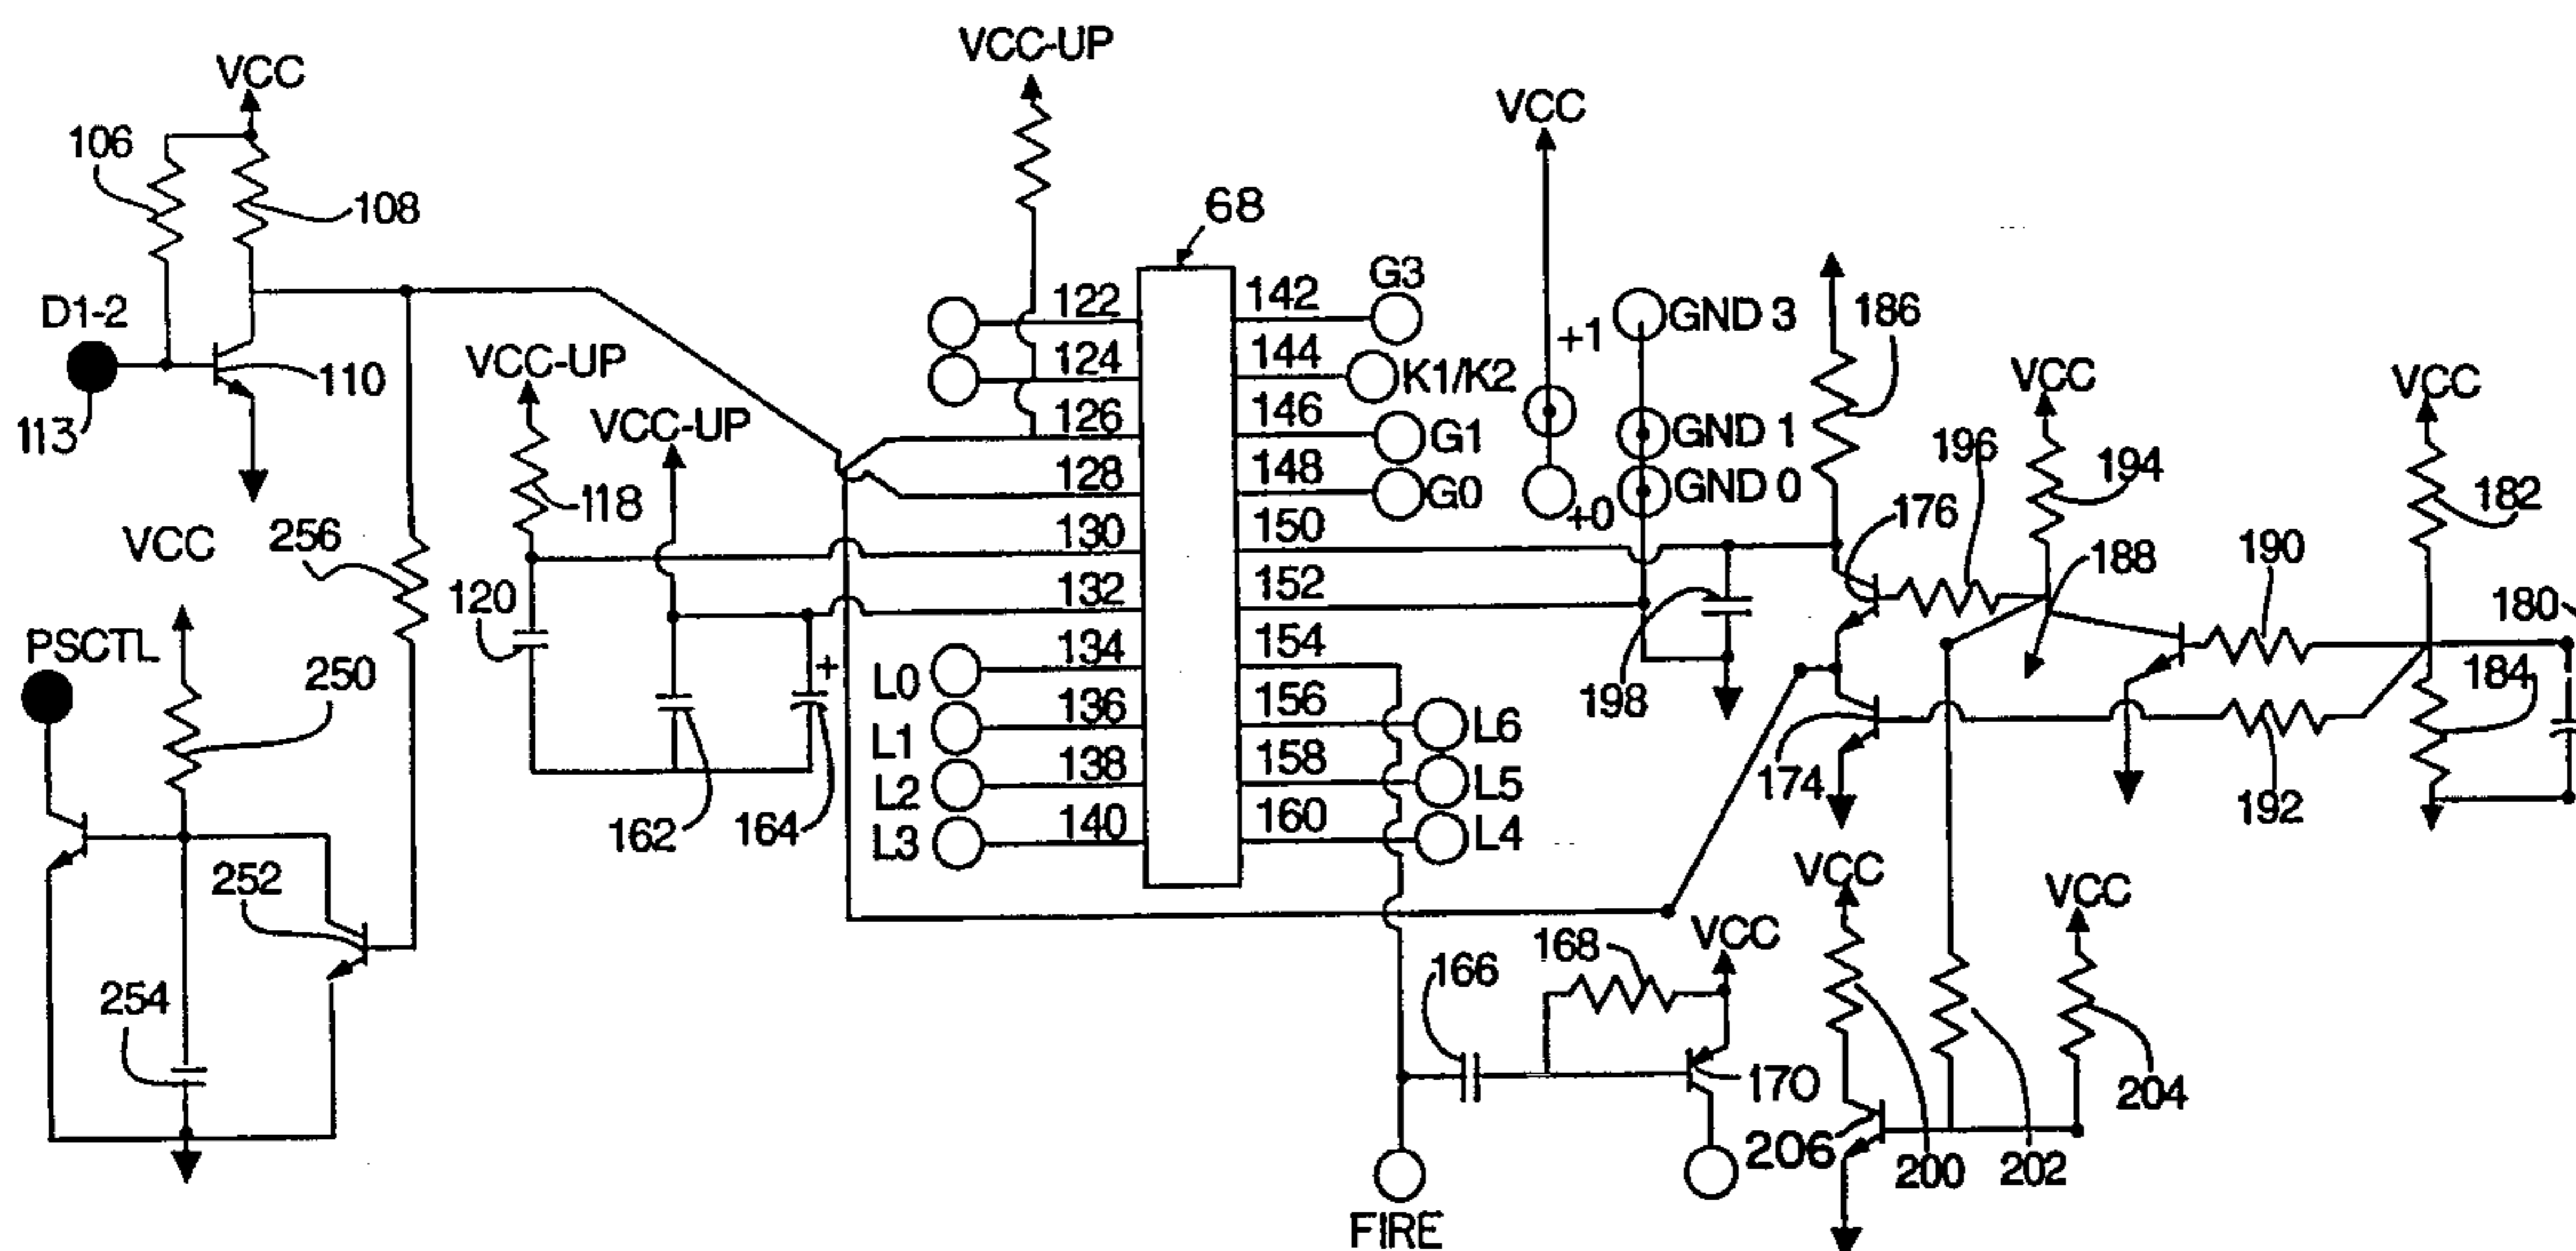 VCC
106
108
D1-2
113
110
VCC
256
PSCTL
250
252
254
VCC-UP
118
VCC-UP
120
162
164
+
VCC-UP
68
122
124
126
128
130
132
134
136
138
140
L0
L1
L2
L3
142
144
146
148
150
152
154
156
158
160
G3
K1/K2
G1
G0
L6
L5
L4
VCC
+1
+0
GND 3
GND 1
GND 0
186
176
196
VCC
194
188
190
VCC
182
180
184
198
174
192
166
168
VCC
170
FIRE
VCC
206
200
202
VCC
204